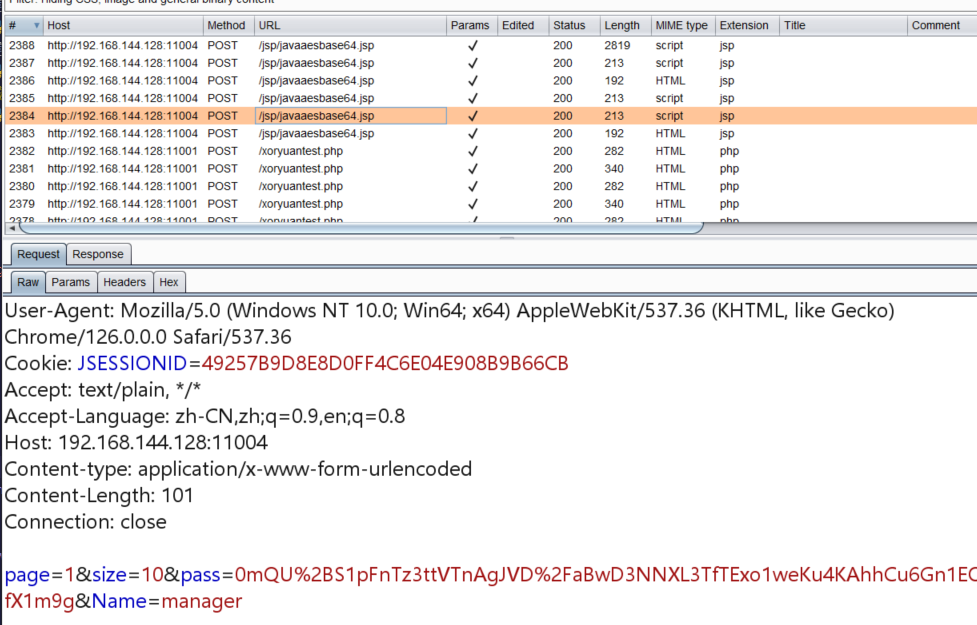 Filter: Hiding CSS, image and general binary content
# Host Method URL Params Edited Status Length MIME type Extension Title Comment
2388 http://192.168.144.128:11004 POST /jsp/javaaesbase64.jsp ✓ 200 2819 script jsp
2387 http://192.168.144.128:11004 POST /jsp/javaaesbase64.jsp ✓ 200 213 script jsp
2386 http://192.168.144.128:11004 POST /jsp/javaaesbase64.jsp ✓ 200 192 HTML jsp
2385 http://192.168.144.128:11004 POST /jsp/javaaesbase64.jsp ✓ 200 213 script jsp
2384 http://192.168.144.128:11004 POST /jsp/javaaesbase64.jsp ✓ 200 213 script jsp
2383 http://192.168.144.128:11004 POST /jsp/javaaesbase64.jsp ✓ 200 192 HTML jsp
2382 http://192.168.144.128:11001 POST /xoryuantest.php ✓ 200 282 HTML php
2381 http://192.168.144.128:11001 POST /xoryuantest.php ✓ 200 340 HTML php
2380 http://192.168.144.128:11001 POST /xoryuantest.php ✓ 200 282 HTML php
2379 http://192.168.144.128:11001 POST /xoryuantest.php ✓ 200 340 HTML php
2378 http://192.168.144.128:11001 POST /xoryuantest.php ✓ 200 282 HTML php
Request Response
Raw Params Headers Hex
User-Agent: Mozilla/5.0 (Windows NT 10.0; Win64; x64) AppleWebKit/537.36 (KHTML, like Gecko)
Chrome/126.0.0.0 Safari/537.36
Cookie: JSESSIONID=49257B9D8E8D0FF4C6E04E908B9B66CB
Accept: text/plain, */*
Accept-Language: zh-CN,zh;q=0.9,en;q=0.8
Host: 192.168.144.128:11004
Content-type: application/x-www-form-urlencoded
Content-Length: 101
Connection: close
page=1&size=10&pass=0mQU%2BS1pFnTz3ttVTnAgJVD%2FaBwD3NNXL3TfTExo1weKu4KAhhCu6Gn1EC
fX1m9g&Name=manager